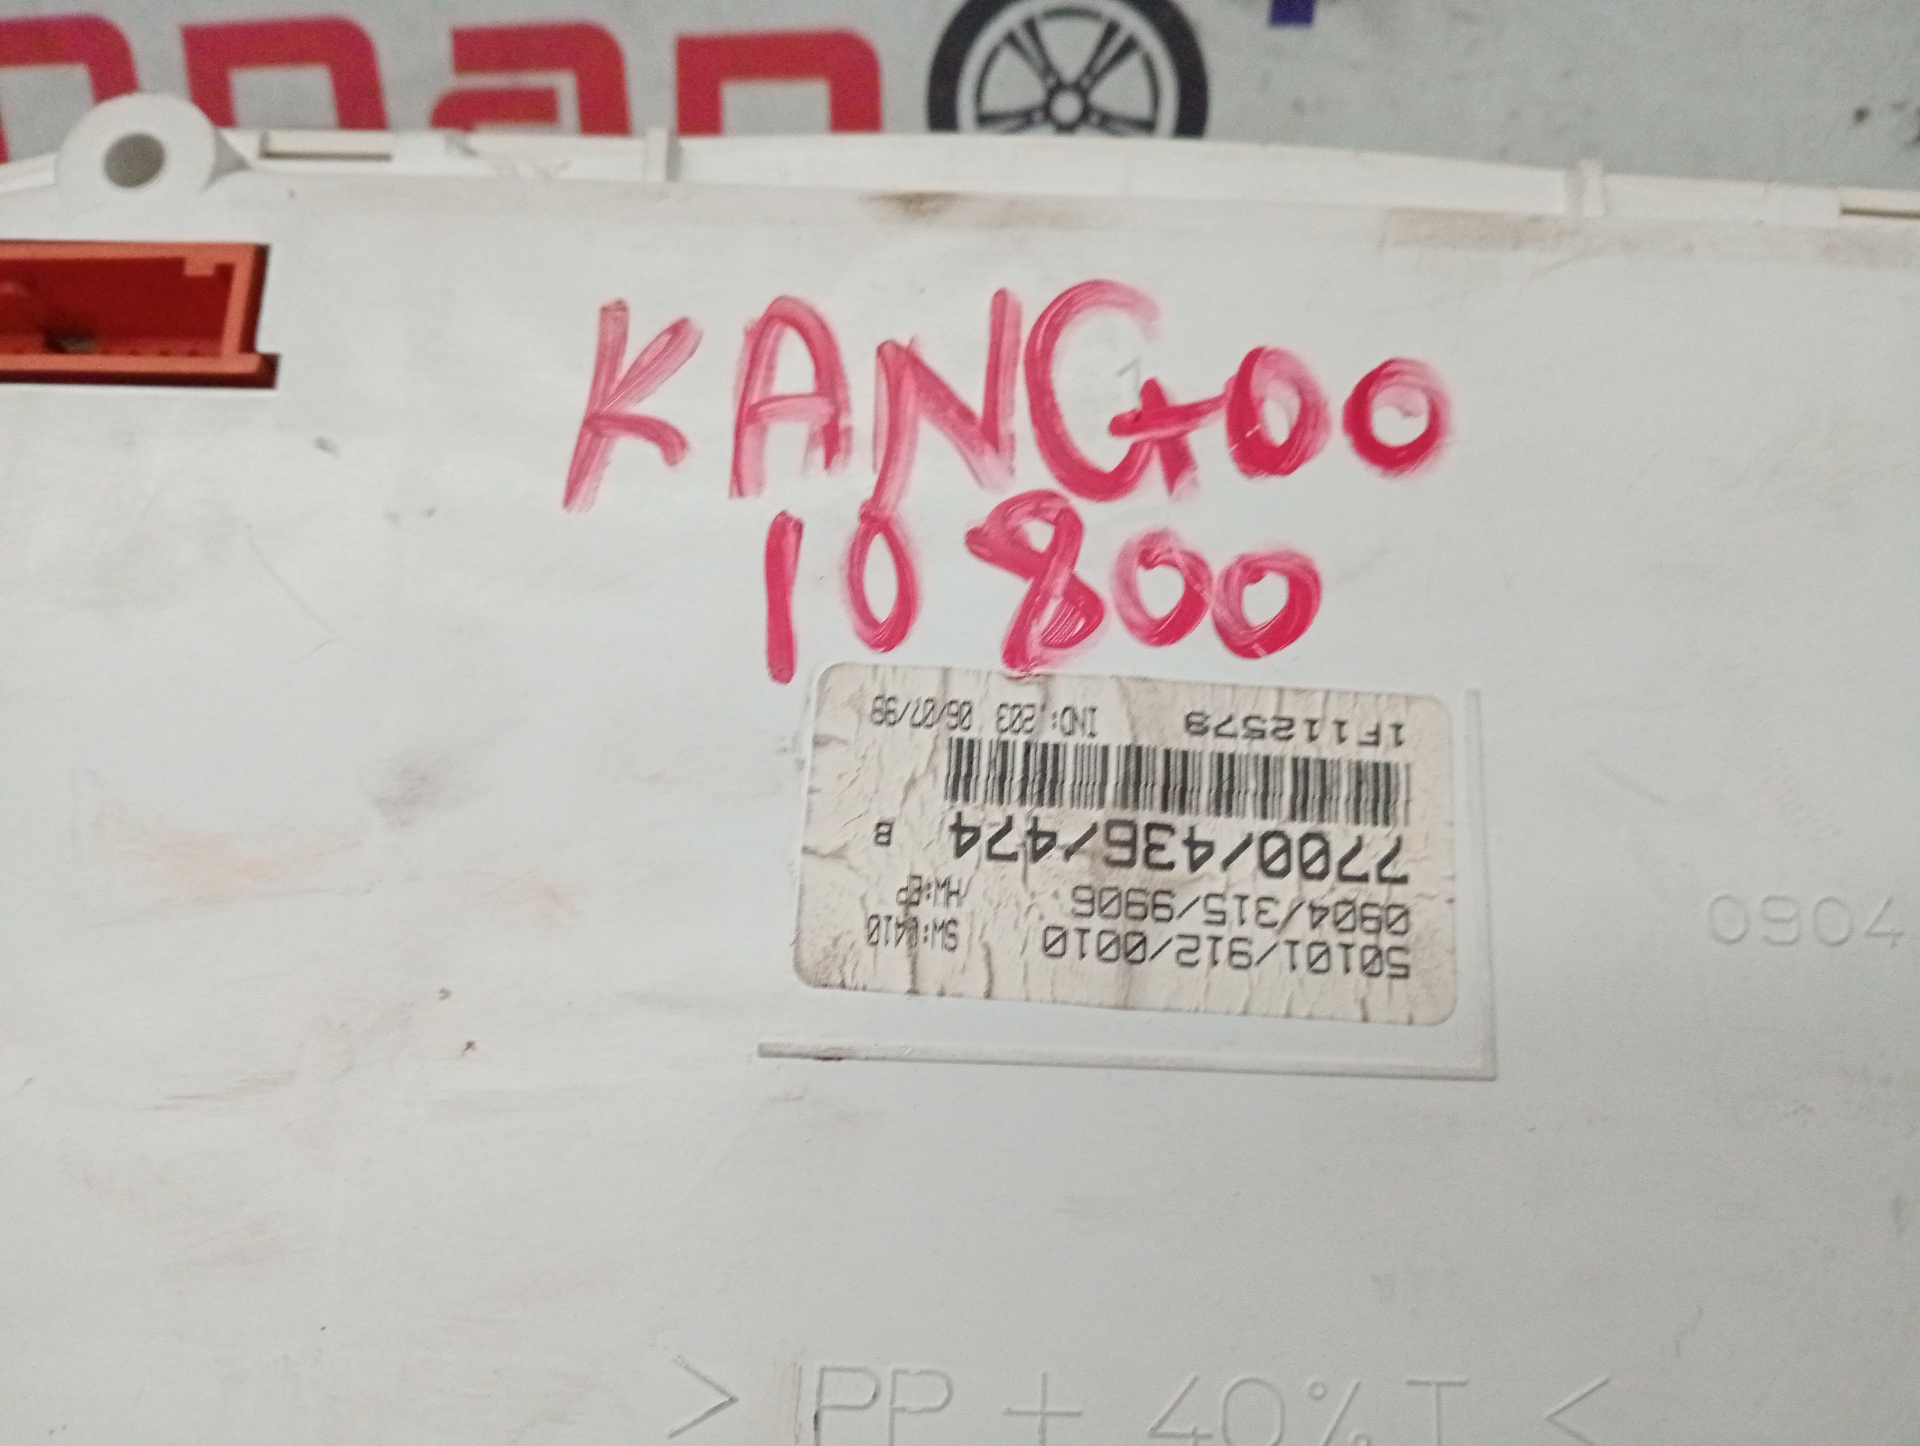 KANGOO
10800
50101/912/0010 SW:0410
0904/315/9906 /HW:EP
7700/436/474 B
1F112579 IND: 203 06/07/98
0904
> PP + 40% T <